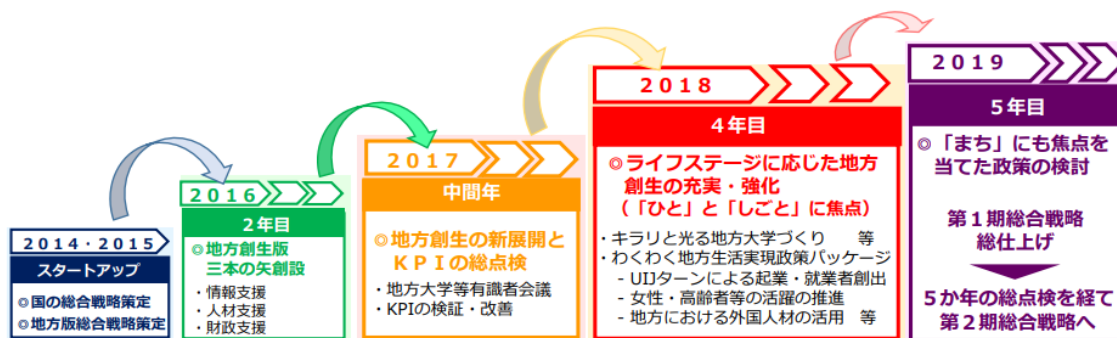 ２０１４・２０１５
スタートアップ
◎国の総合戦略策定
◎地方版総合戦略策定
２０１６
２年目
◎地方創生版
三本の矢創設
・情報支援
・人材支援
・財政支援
２０１７
中間年
◎地方創生の新展開と
ＫＰＩの総点検
・地方大学等有識者会議
・KPIの検証・改善
２０１８
４年目
◎ライフステージに応じた地方
創生の充実・強化
（「ひと」と「しごと」に焦点）
・キラリと光る地方大学づくり　等
・わくわく地方生活実現政策パッケージ
- UIJターンによる起業・就業者創出
- 女性・高齢者等の活躍の推進
- 地方における外国人材の活用　等
２０１９
５年目
◎「まち」にも焦点を
当てた政策の検討
第１期総合戦略
総仕上げ
５か年の総点検を経て
第２期総合戦略へ